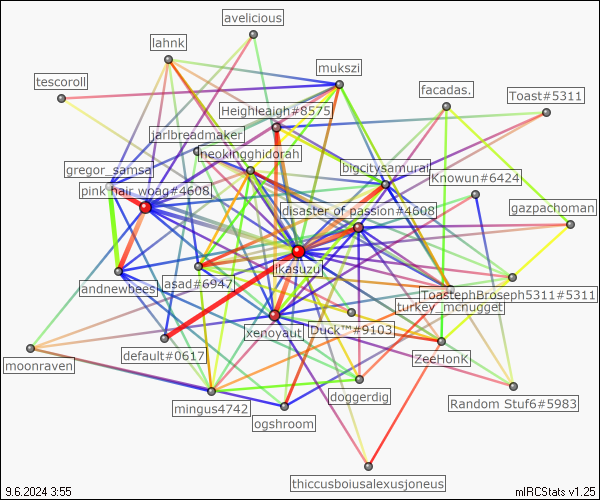 avelicious
lahnk
mukszi
tescoroll
facadas.
Toast#5311
Heighleaigh#8575
jarlbreadmaker
neokingghidorah
bigcitysamurai
gregor_samsa
Knowun#6424
pink hair woag#4608
disaster of passion#4608
gazpachoman
likasuzu
andnewbees
asad#6947
ToastephBroseph5311#5311
turkey_mcnugget
xenoyaut
Duck™#9103
default#0617
ZeeHonK
moonraven
doggerdig
Random Stuf6#5983
mingus4742
ogshroom
thiccusboiusalexusjoneus
9.6.2024 3:55
mIRCStats v1.25